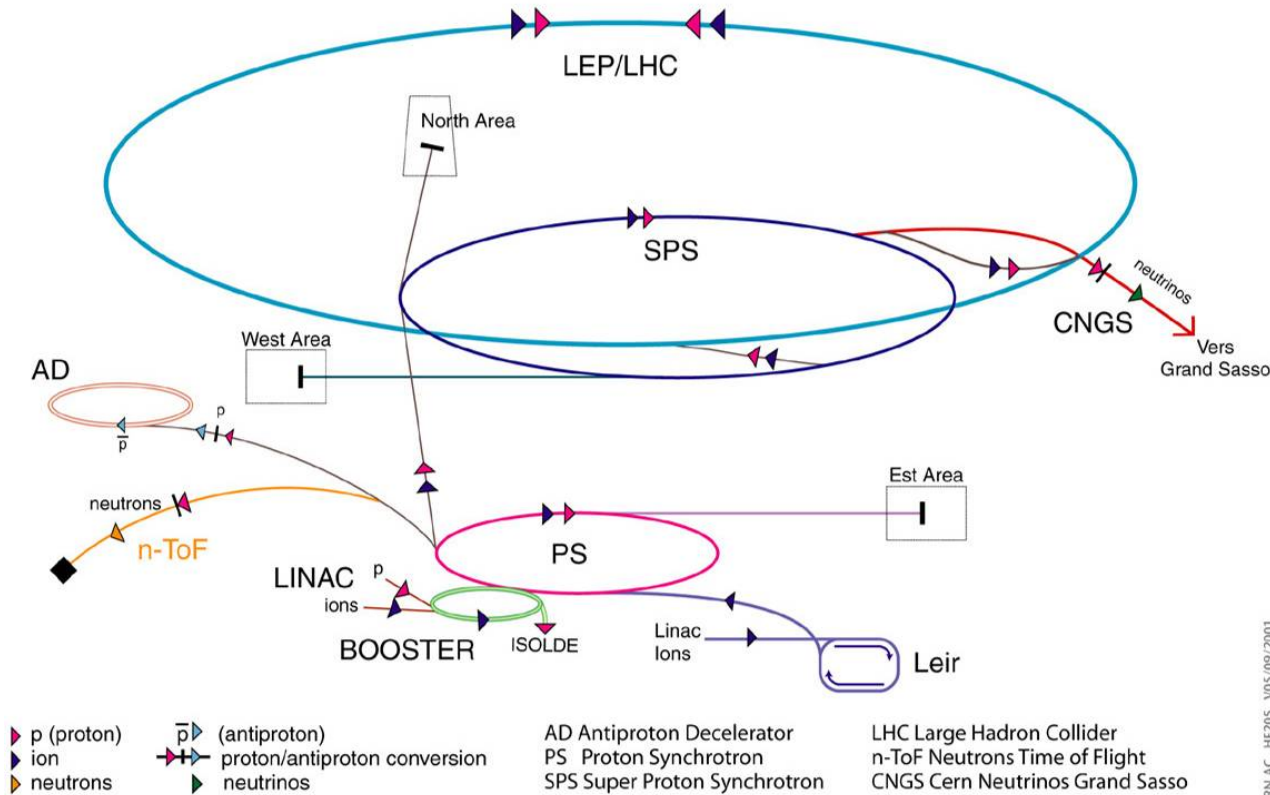 LEP/LHC
North Area
SPS
neutrinos
CNGS
Vers
Grand Sasso
West Area
AD
p
p̅
neutrons
n-ToF
Est Area
PS
LINAC
p
ions
BOOSTER
ISOLDE
Linac
Ions
Leir
p (proton)
ion
neutrons
p̅ (antiproton)
proton/antiproton conversion
neutrinos
AD Antiproton Decelerator
PS Proton Synchrotron
SPS Super Proton Synchrotron
LHC Large Hadron Collider
n-ToF Neutrons Time of Flight
CNGS Cern Neutrinos Grand Sasso